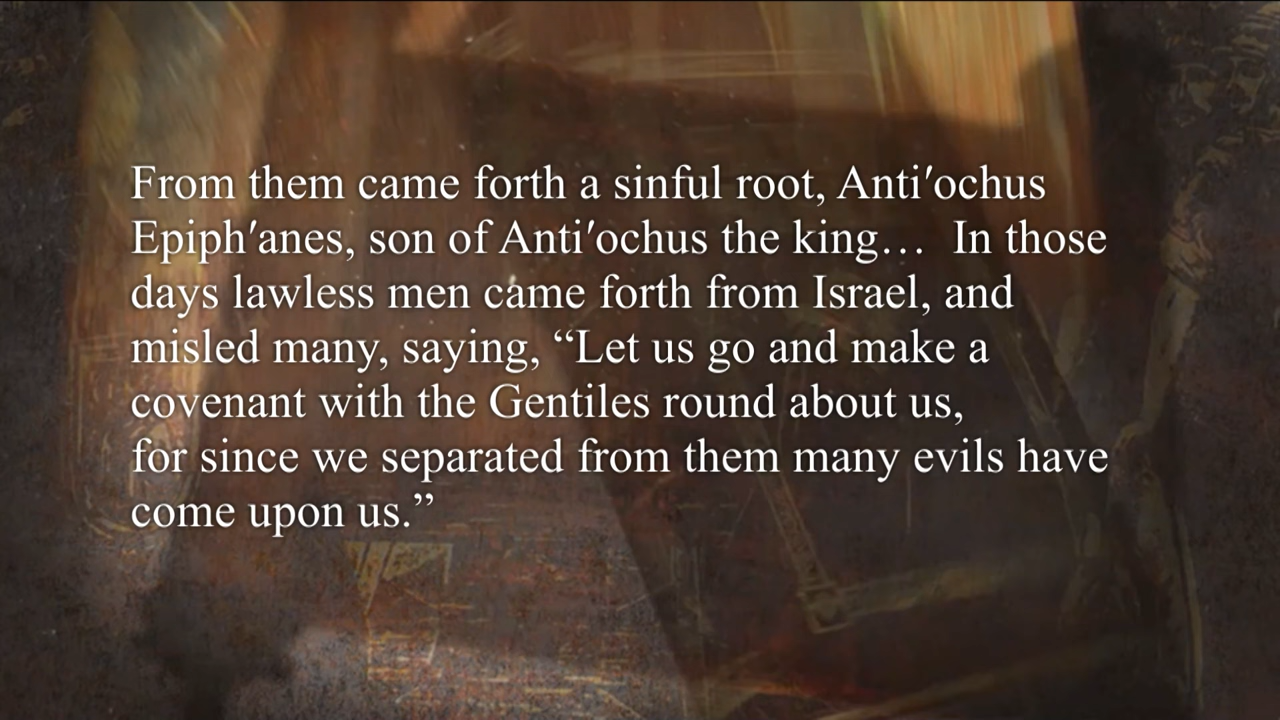 From them came forth a sinful root, Anti′ochus
Epiph′anes, son of Anti′ochus the king…  In those
days lawless men came forth from Israel, and
misled many, saying, “Let us go and make a
covenant with the Gentiles round about us,
for since we separated from them many evils have
come upon us.”